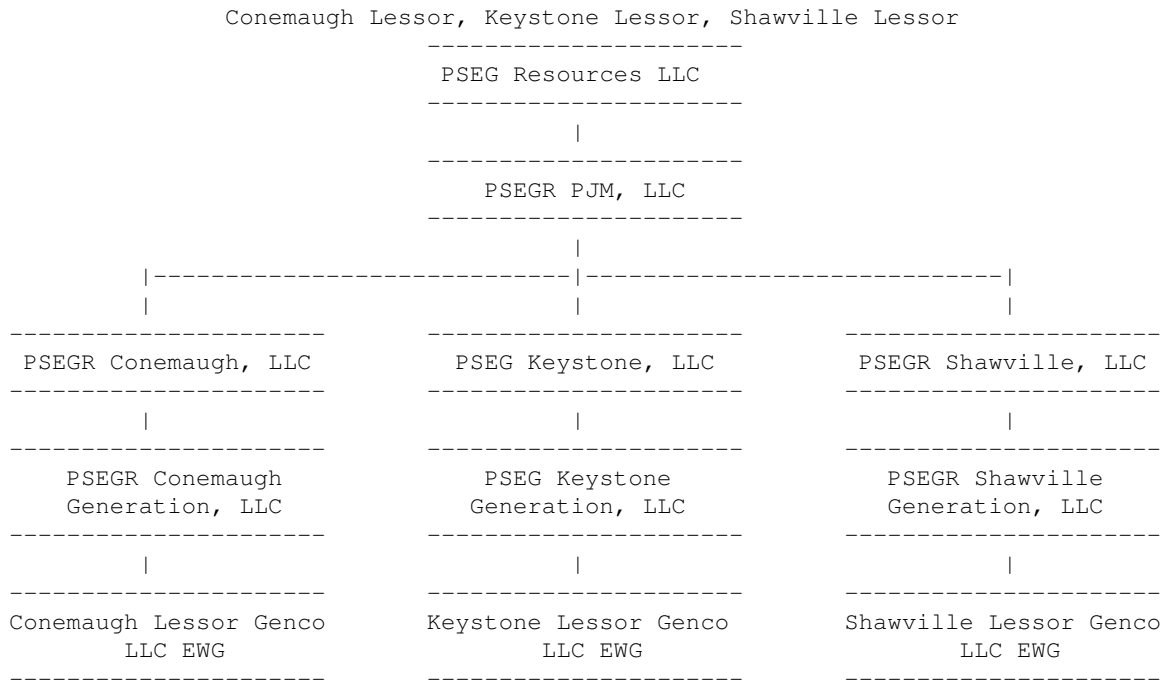 Conemaugh Lessor, Keystone Lessor, Shawville Lessor
PSEG Resources LLC
PSEGR PJM, LLC
PSEGR Conemaugh, LLC PSEG Keystone, LLC PSEGR Shawville, LLC
PSEGR Conemaugh PSEG Keystone PSEGR Shawville
Generation, LLC Generation, LLC Generation, LLC
Conemaugh Lessor Genco Keystone Lessor Genco Shawville Lessor Genco
LLC EWG LLC EWG LLC EWG